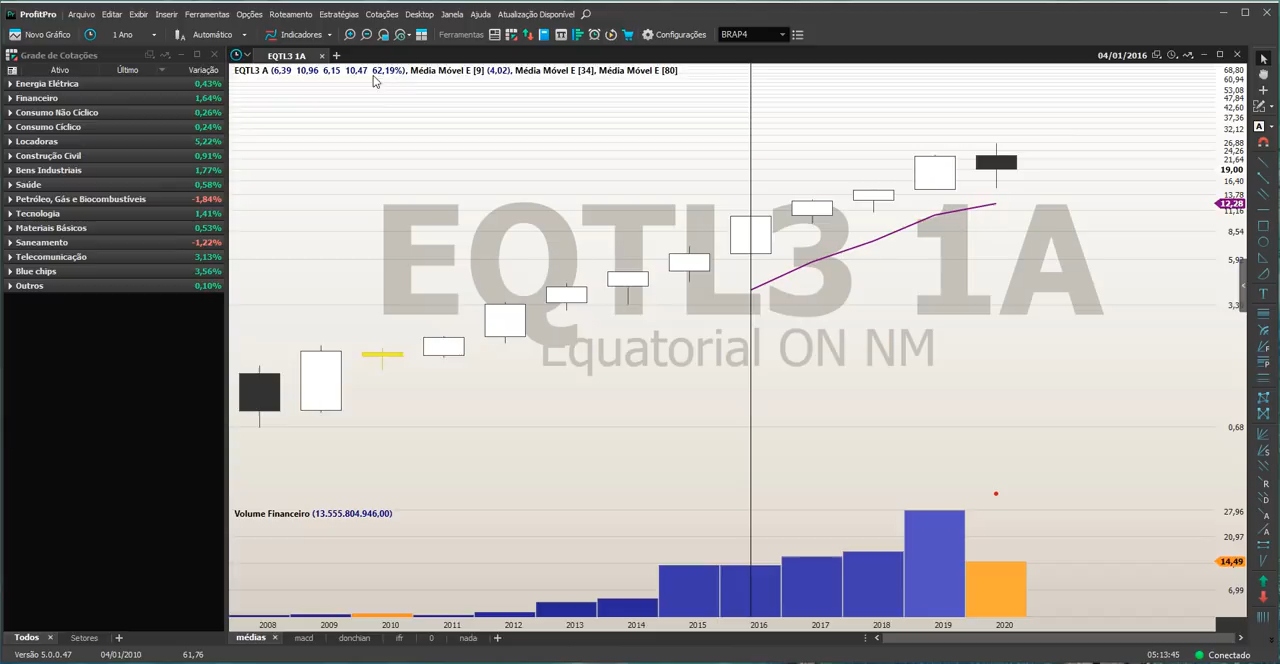 ProfitPro Arquivo Editar Exibir Inserir Ferramentas Opções Roteamento Estratégias Cotações Desktop Janela Ajuda Atualização Disponível
Novo Gráfico 1 Ano Automático Indicadores Ferramentas Configurações BRAP4
Grade de Cotações
Ativo Último Variação
Energia Elétrica 0,43%
Financeiro 1,64%
Consumo Não Cíclico 0,26%
Consumo Cíclico 0,24%
Locadoras 5,22%
Construção Civil 0,91%
Bens Industriais 1,77%
Saúde 0,58%
Petróleo, Gás e Biocombustíveis -1,84%
Tecnologia 1,41%
Materiais Básicos 0,53%
Saneamento -1,22%
Telecomunicação 3,13%
Blue chips 3,56%
Outros 0,10%
EQTL3 1A
04/01/2016
EQTL3 A (6,39 10,96 6,15 10,47 62,19%), Média Móvel E [9] (4,02), Média Móvel E [34], Média Móvel E [80]
EQTL3 1A
Equatorial ON NM
68,80
60,94
53,08
47,84
42,60
37,36
32,12
26,88
24,26
21,64
19,00
16,40
13,78
12,28
11,16
8,54
5,92
0,68
Volume Financeiro (13.555.804.946,00)
27,96
20,97
14,49
6,99
2008 2009 2010 2011 2012 2013 2014 2015 2016 2017 2018 2019 2020
Todos Setores
médias macd donchian ifr 0 nada
Versão 5.0.0.47 04/01/2010 61,76
05:13:45 Conectado